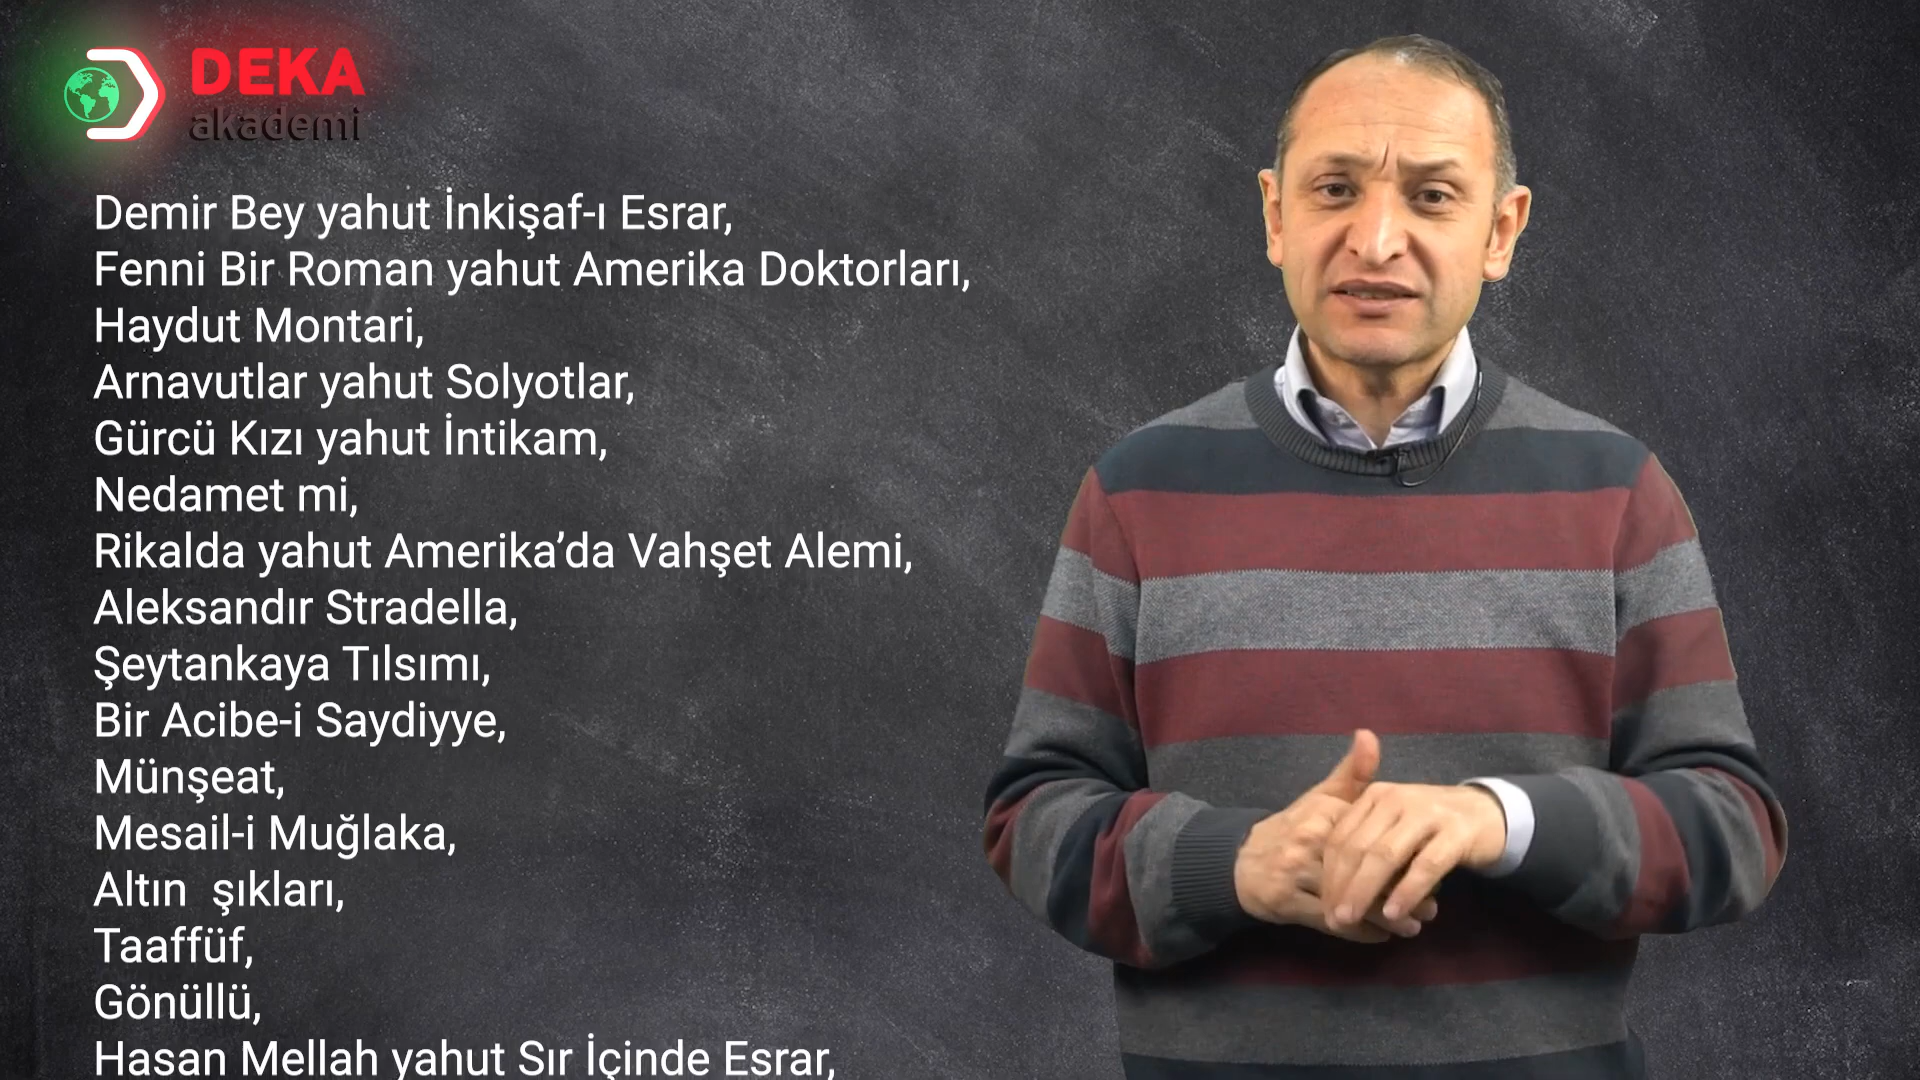 DEKA
akademi
Demir Bey yahut İnkişaf-ı Esrar,
Fenni Bir Roman yahut Amerika Doktorları,
Haydut Montari,
Arnavutlar yahut Solyotlar,
Gürcü Kızı yahut İntikam,
Nedamet mi,
Rikalda yahut Amerika’da Vahşet Alemi,
Aleksandır Stradella,
Şeytankaya Tılsımı,
Bir Acibe-i Saydiyye,
Münşeat,
Mesail-i Muğlaka,
Altın  şıkları,
Taaffüf,
Gönüllü,
Hasan Mellah yahut Sır İçinde Esrar,